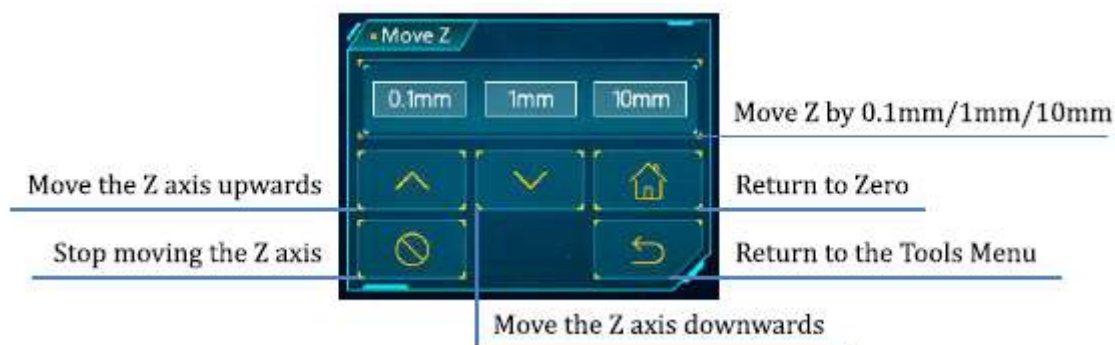 Move Z
0.1mm 1mm 10mm
Move Z by 0.1mm/1mm/10mm
Move the Z axis upwards
Return to Zero
Stop moving the Z axis
Return to the Tools Menu
Move the Z axis downwards